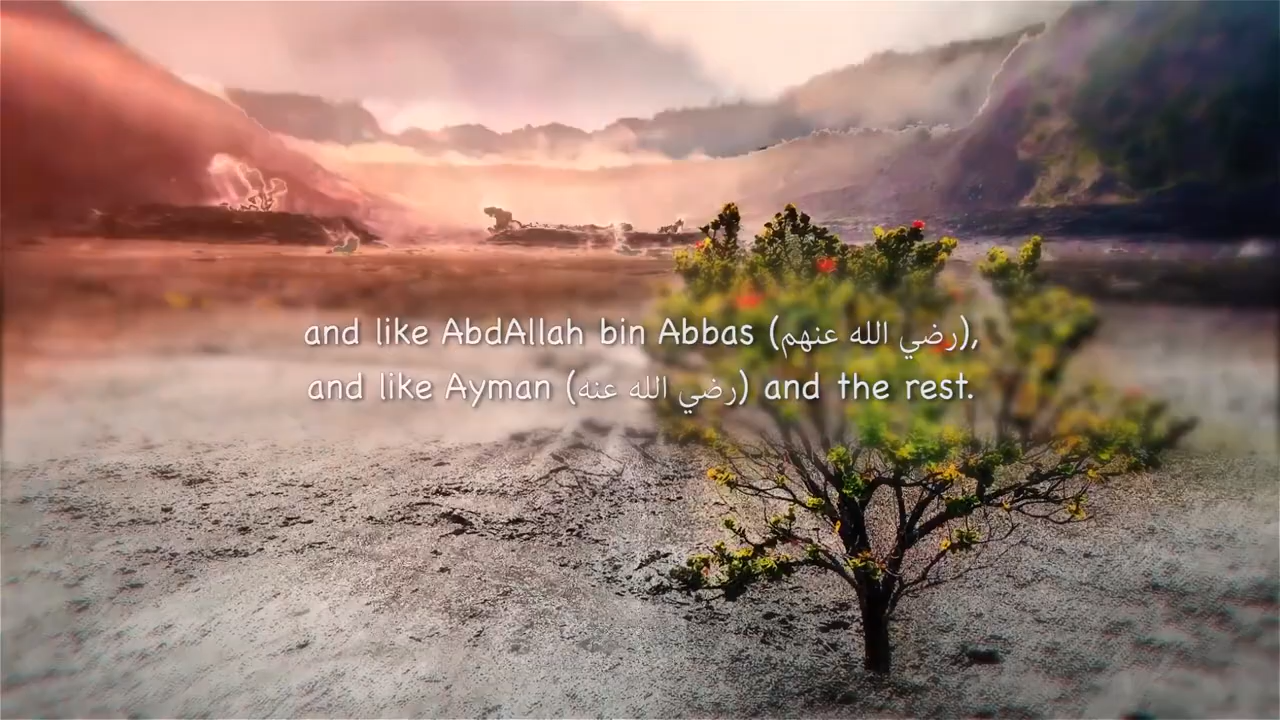 and like AbdAllah bin Abbas (رضي الله عنهم),
and like Ayman (رضي الله عنه) and the rest.